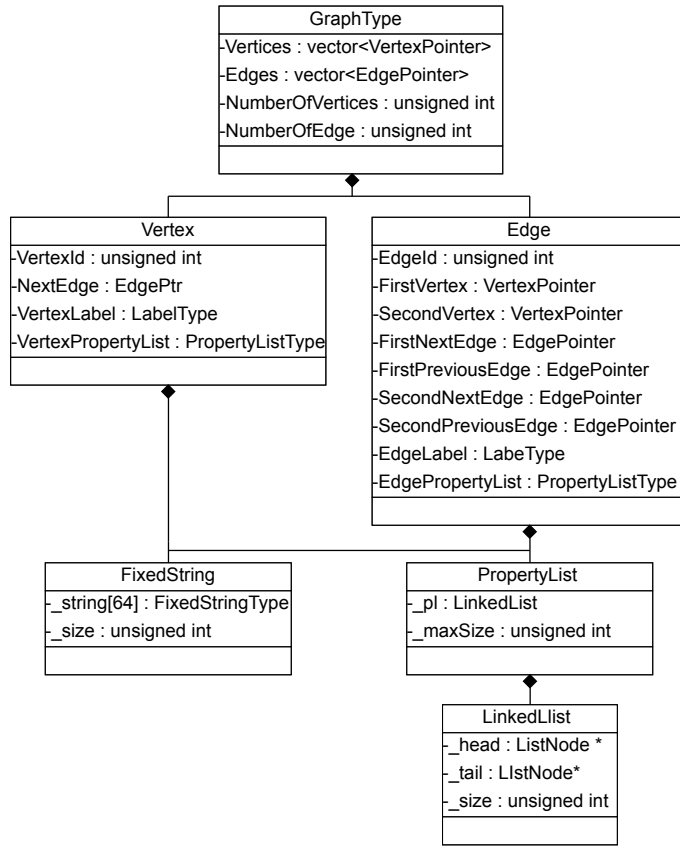 GraphType
-Vertices : vector<VertexPointer>
-Edges : vector<EdgePointer>
-NumberOfVertices : unsigned int
-NumberOfEdge : unsigned int
Vertex
-VertexId : unsigned int
-NextEdge : EdgePtr
-VertexLabel : LabelType
-VertexPropertyList : PropertyListType
Edge
-EdgeId : unsigned int
-FirstVertex : VertexPointer
-SecondVertex : VertexPointer
-FirstNextEdge : EdgePointer
-FirstPreviousEdge : EdgePointer
-SecondNextEdge : EdgePointer
-SecondPreviousEdge : EdgePointer
-EdgeLabel : LabeType
-EdgePropertyList : PropertyListType
FixedString
-_string[64] : FixedStringType
-_size : unsigned int
PropertyList
-_pl : LinkedList
-_maxSize : unsigned int
LinkedLlist
-_head : ListNode *
-_tail : LIstNode*
-_size : unsigned int